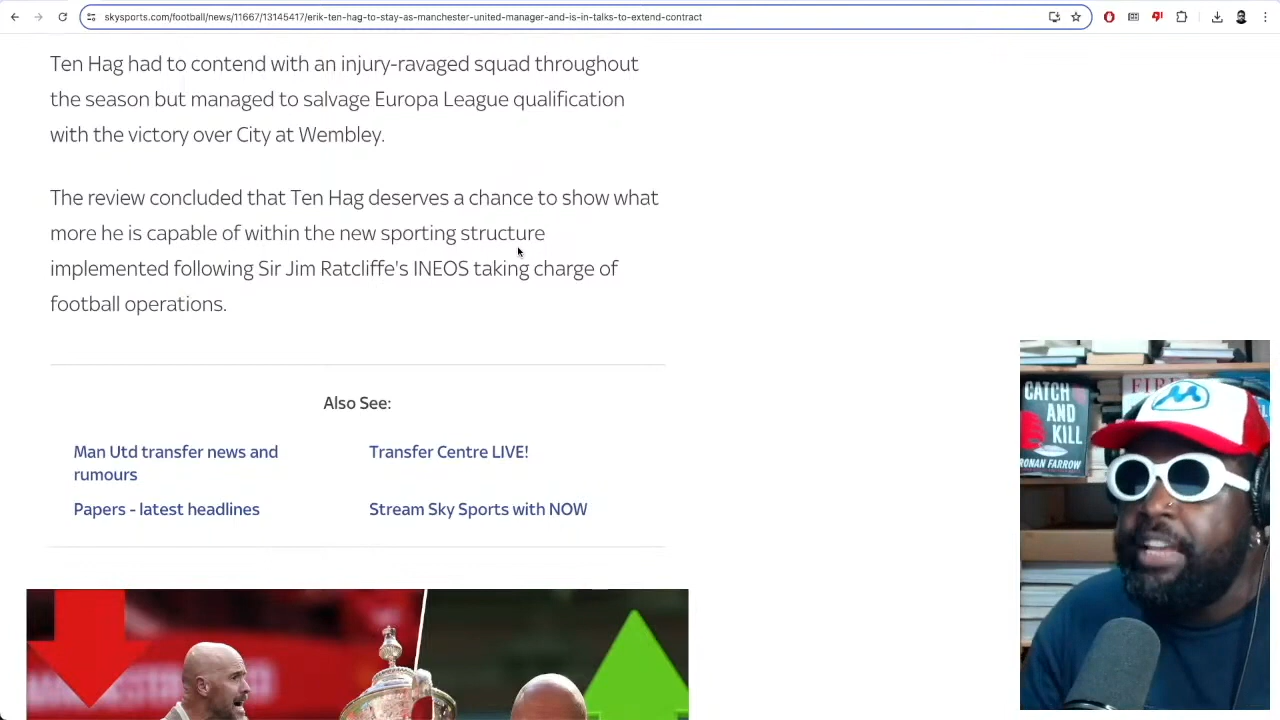 skysports.com/football/news/11667/13145417/erik-ten-hag-to-stay-as-manchester-united-manager-and-is-in-talks-to-extend-contract
Ten Hag had to contend with an injury-ravaged squad throughout
the season but managed to salvage Europa League qualification
with the victory over City at Wembley.
The review concluded that Ten Hag deserves a chance to show what
more he is capable of within the new sporting structure
implemented following Sir Jim Ratcliffe's INEOS taking charge of
football operations.
Also See:
Man Utd transfer news and
rumours
Transfer Centre LIVE!
Papers - latest headlines
Stream Sky Sports with NOW
CATCH
AND
KILL
RONAN FARROW